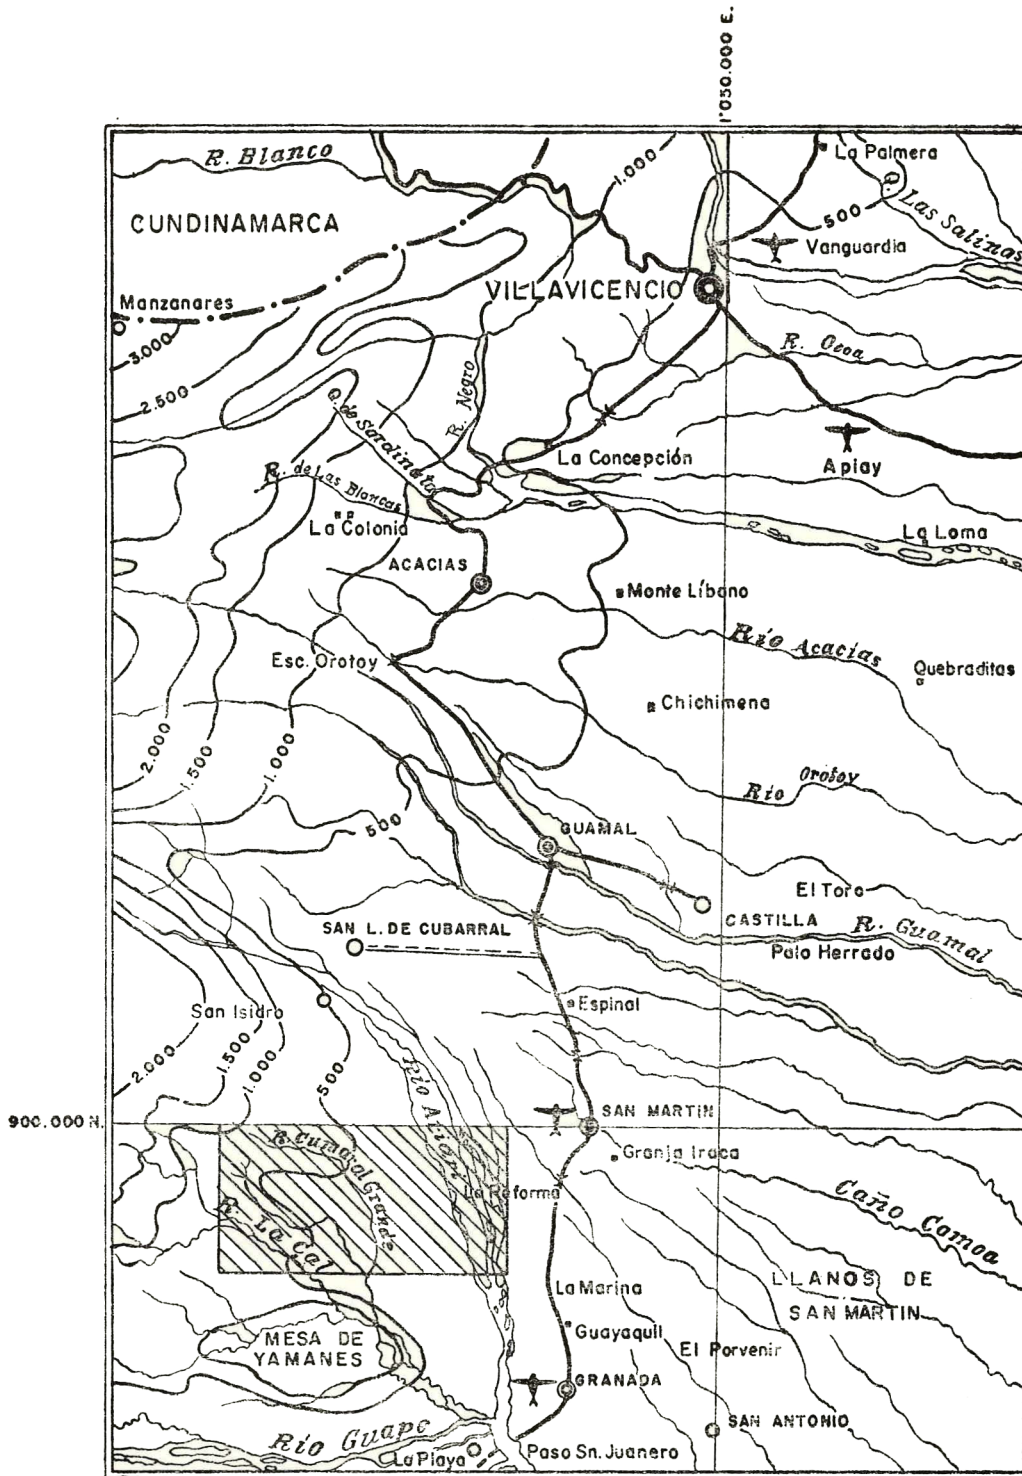 1'050.000 E.
La Palmera
R. Blanco
1.000
500
Q. Las Salinas
CUNDINAMARCA
Vanguardia
VILLAVICENCIO
Manzanares
3.000
R. Ocoa
2.500
Q. de Sardinata
R. Negro
La Concepción
Apiay
R. de Las Blancas
La Colonia
La Loma
ACACIAS
Monte Líbano
Río Acacías
Esc. Orotoy
Quebraditas
Chichimena
2.000
1.500
1.000
Río Orotoy
500
GUAMAL
El Toro
SAN L. DE CUBARRAL
CASTILLA
R. Guamal
Palo Herrado
San Isidro
Espinal
2.000
1.500
1.000
500
Río Ariari
900.000 N.
SAN MARTIN
R. Cumaral Grande
Granja Iraca
La Reforma
Caño Camoa
R. La Cal
La Marina
LLANOS DE
SAN MARTIN
MESA DE
YAMANES
Guayaquil
El Porvenir
GRANADA
SAN ANTONIO
Río Guape
La Playa
Paso Sn. Juanero